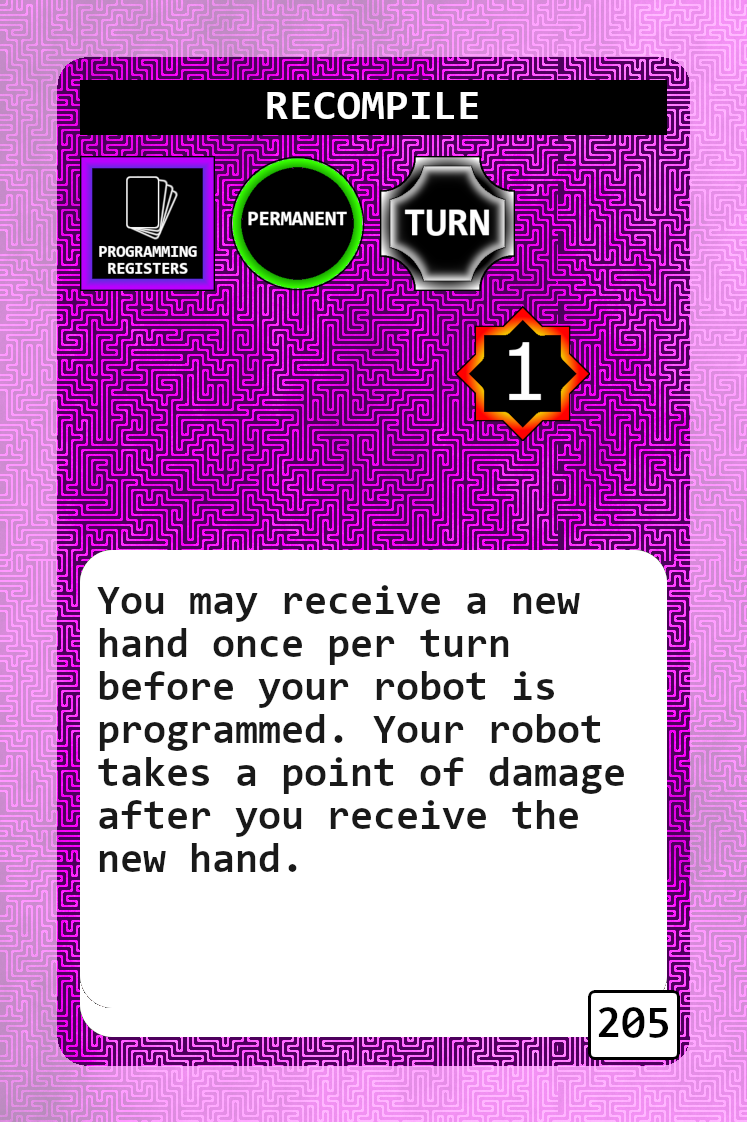 RECOMPILE
PROGRAMMING
REGISTERS
PERMANENT
TURN
1
You may receive a new
hand once per turn
before your robot is
programmed. Your robot
takes a point of damage
after you receive the
new hand.
205